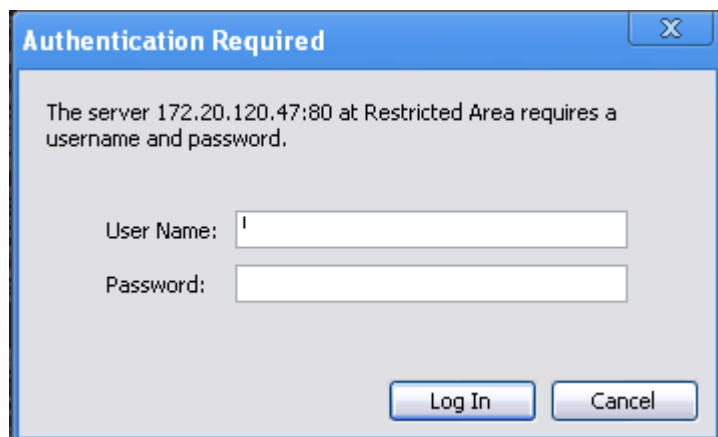 Authentication Required
The server 172.20.120.47:80 at Restricted Area requires a
username and password.
User Name:
Password:
Log In
Cancel